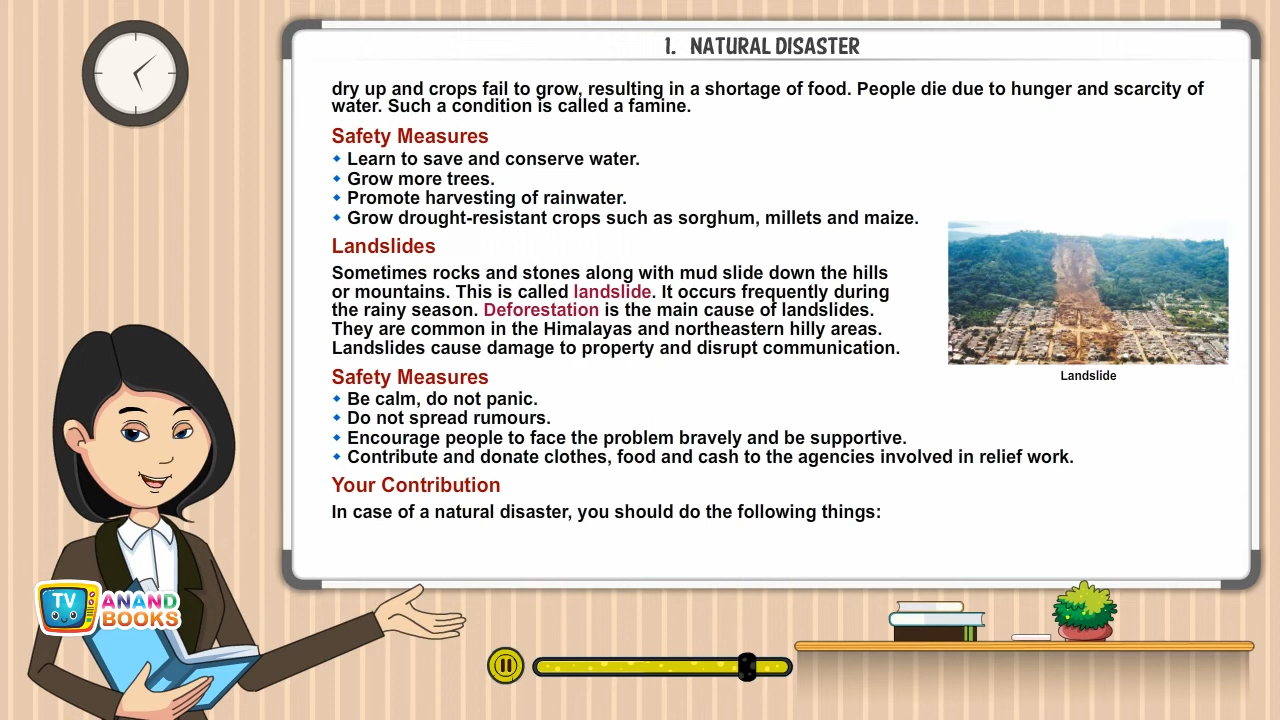 1. NATURAL DISASTER
dry up and crops fail to grow, resulting in a shortage of food. People die due to hunger and scarcity of
water. Such a condition is called a famine.
Safety Measures
Learn to save and conserve water.
Grow more trees.
Promote harvesting of rainwater.
Grow drought-resistant crops such as sorghum, millets and maize.
Landslides
Sometimes rocks and stones along with mud slide down the hills
or mountains. This is called landslide. It occurs frequently during
the rainy season. Deforestation is the main cause of landslides.
They are common in the Himalayas and northeastern hilly areas.
Landslides cause damage to property and disrupt communication.
Landslide
Safety Measures
Be calm, do not panic.
Do not spread rumours.
Encourage people to face the problem bravely and be supportive.
Contribute and donate clothes, food and cash to the agencies involved in relief work.
Your Contribution
In case of a natural disaster, you should do the following things:
TV
ANAND
BOOKS